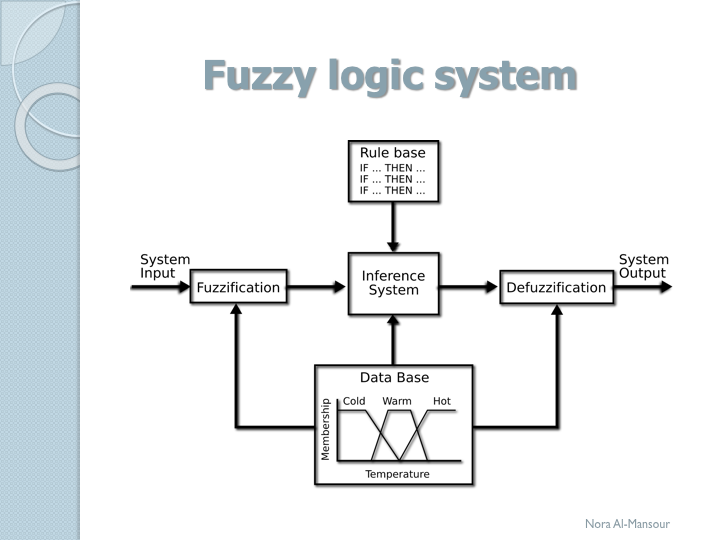 Fuzzy logic system
Rule base
IF ... THEN ...
IF ... THEN ...
IF ... THEN ...
System
Input
Fuzzification
Inference
System
Defuzzification
System
Output
Data Base
Cold Warm Hot
Membership
Temperature
Nora Al-Mansour